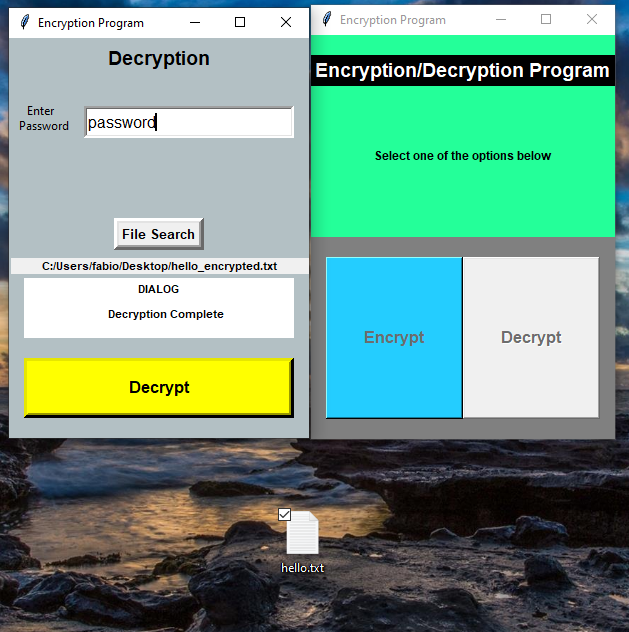 Encryption Program
Decryption
Enter
Password
password
File Search
C:/Users/fabio/Desktop/hello_encrypted.txt
DIALOG
Decryption Complete
Decrypt
Encryption Program
Encryption/Decryption Program
Select one of the options below
Encrypt
Decrypt
hello.txt